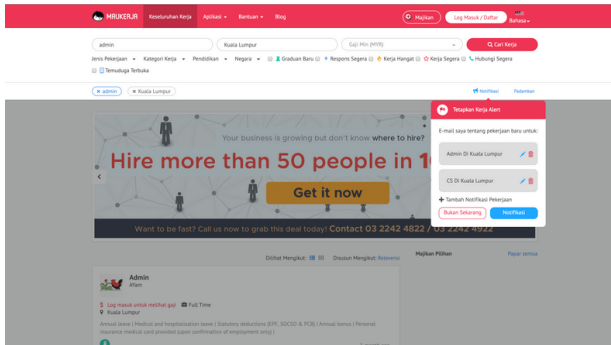 MAUKERJA
Keseluruhan Kerja
Aplikasi
Bantuan
Blog
Majikan
Log Masuk / Daftar
Bahasa
admin
Kuala Lumpur
Gaji Min (MYR)
Cari Kerja
Jenis Pekerjaan
Kategori Kerja
Pendidikan
Negara
Graduan Baru
Respons Segera
Kerja Hangat
Kerja Segera
Hubungi Segera
Temuduga Terbuka
× admin
× Kuala Lumpur
Notifikasi
Padamkan
Tetapkan Kerja Alert
E-mail saya tentang pekerjaan baru untuk:
Admin Di Kuala Lumpur
CS Di Kuala Lumpur
+ Tambah Notifikasi Pekerjaan
Bukan Sekarang
Notifikasi
Your business is growing but don't know where to hire?
Hire more than 50 people in 1
Get it now
Want to be fast? Call us now to grab this deal today! Contact 03 2242 4822 / 03 2242 4922
Dilihat Mengikut:
Disusun Mengikut: Relevensi
Majikan Pilihan
Papar semua
Admin
Afam
$ Log masuk untuk melihat gaji
Full Time
Kuala Lumpur
Annual leave | Medical and hospitalisation leave | Statutory deductions (EPF, SOCSO & PCB) | Annual bonus | Personal
insurance medical card provided (upon confirmation of employment only) |